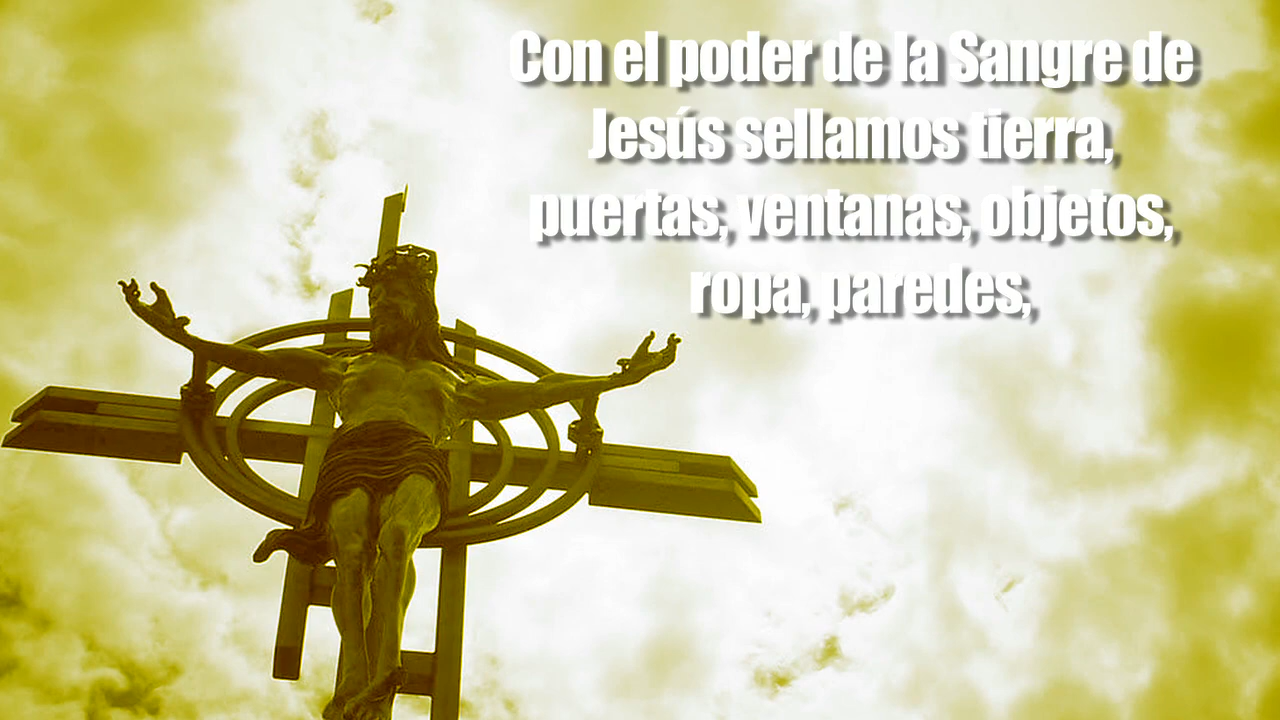 Con el poder de la Sangre de
Jesús sellamos tierra,
puertas, ventanas, objetos,
ropa, paredes,